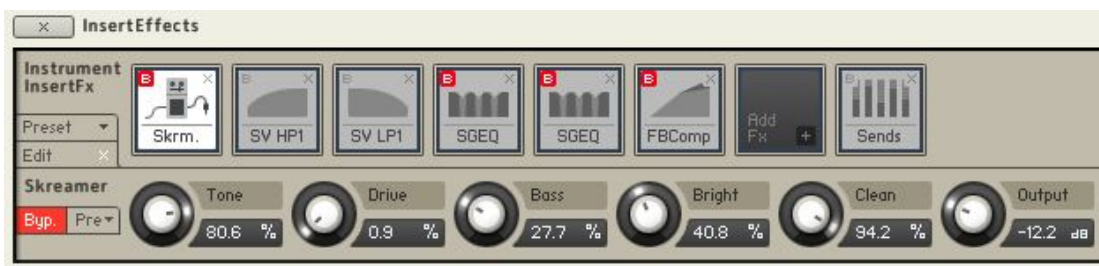 × InsertEffects
Instrument
InsertFx
Preset
Edit ×
B × Skrm.
B × SV HP1
B × SV LP1
B × SGEQ
B × SGEQ
B × FBComp
Add
Fx +
B × Sends
Skreamer
Byp. Pre
Tone
80.6 %
Drive
0.9 %
Bass
27.7 %
Bright
40.8 %
Clean
94.2 %
Output
-12.2 dB